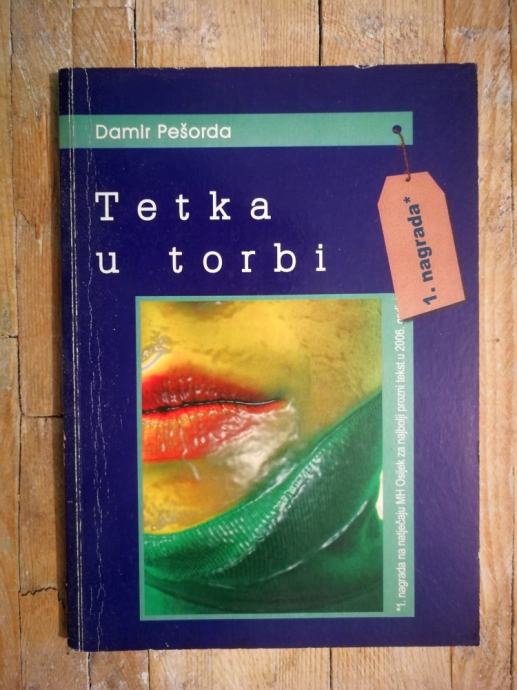 Damir Pešorda
Tetka
u torbi
1. nagrada*
*1. nagrada na natječaju MH Osijek za najbolji prozni tekst u 2006.